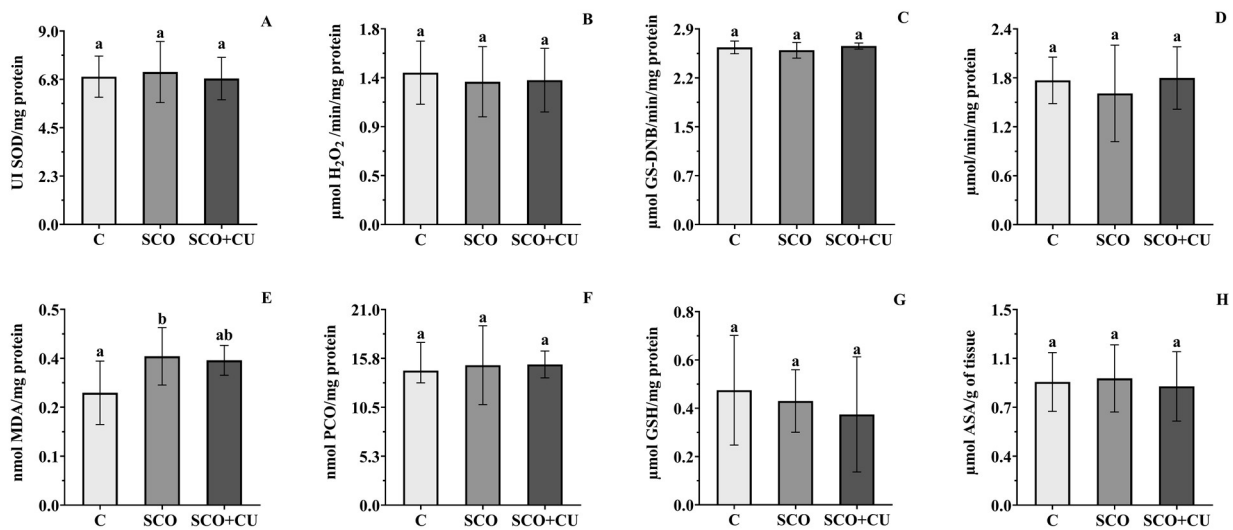 A
UI SOD/mg protein
9.0
6.8
4.5
2.3
0.0
a a a
C SCO SCO+CU
B
µmol H₂O₂ /min/mg protein
1.8
1.4
0.9
0.5
0.0
a a a
C SCO SCO+CU
C
µmol GS-DNB/min/mg protein
2.9
2.2
1.5
0.7
0.0
a a a
C SCO SCO+CU
D
µmol/min/mg protein
2.4
1.8
1.2
0.6
0.0
a a a
C SCO SCO+CU
E
nmol MDA/mg protein
0.5
0.4
0.2
0.1
0.0
a b ab
C SCO SCO+CU
F
nmol PCO/mg protein
21.0
15.8
10.5
5.3
0.0
a a a
C SCO SCO+CU
G
µmol GSH/mg protein
0.8
0.6
0.4
0.2
0.0
a a a
C SCO SCO+CU
H
µmol ASA/g of tissue
1.5
1.1
0.7
0.4
0.0
a a a
C SCO SCO+CU